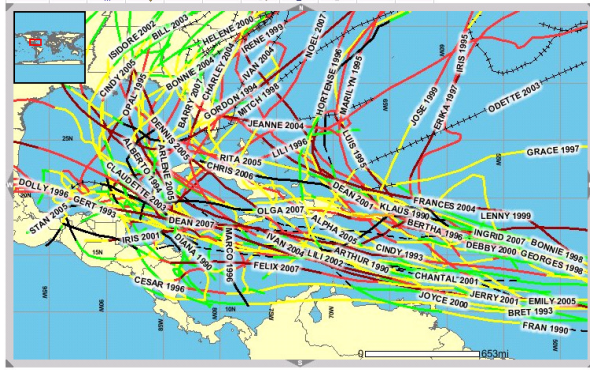 ISIDORE 2002
BILL 2003
HELENE 2000
IRENE 1999
NOEL 2007
HORTENSE 1996
MARILYN 1995
IRIS 1995
CINDY 2005
OPAL 1995
BONNIE 2004
BARRY 2007
CHARLEY 2004
IVAN 2004
GORDON 1994
MITCH 1998
JOSE 1999
ERIKA 1997
ODETTE 2003
25N
DENNIS 2005
ARLENE 2005
ALBERTO 1994
JEANNE 2004
LILI 1996
LUIS 1995
GRACE 1997
RITA 2005
CHRIS 2006
CLAUDETTE 2003
DOLLY 1996
GERT 1993
STAN 2005
DEAN 2001
KLAUS 1990
FRANCES 2004
LENNY 1999
OLGA 2007
DEAN 2007
ALPHA 2005
BERTHA 1996
INGRID 2007
BONNIE 1998
DEBBY 2000
GEORGES 1998
IRIS 2001
DIANA 1990
MARCO 1996
IVAN 2004
LILI 2002
ARTHUR 1990
CINDY 1993
15N
FELIX 2007
CHANTAL 2001
CESAR 1996
JOYCE 2000
JERRY 2001
EMILY 2005
BRET 1993
FRAN 1990
10N
0
653mi